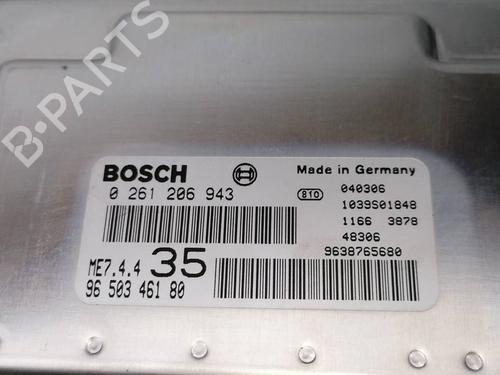 B-PARTS
BOSCH
Made in Germany
0 261 206 943
810
040306
1039S01848
1166 3878
48306
9638765680
ME7.4.4 35
96 503 461 80